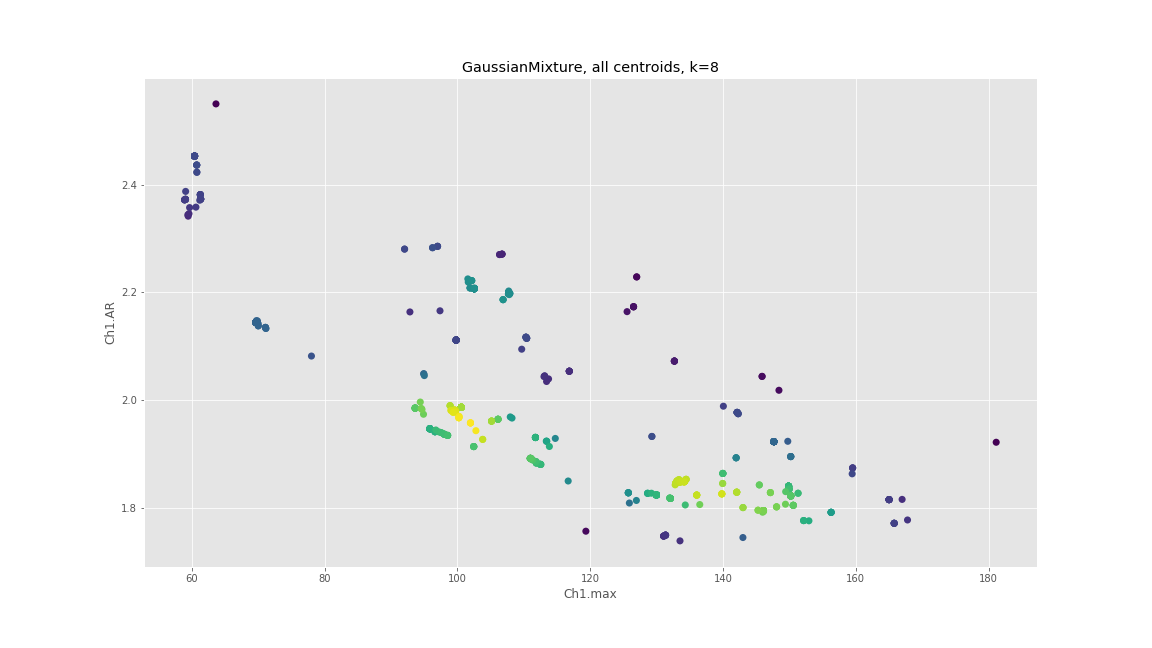 GaussianMixture, all centroids, k=8
2.4
2.2
2.0
1.8
Ch1.AR
60 80 100 120 140 160 180
Ch1.max